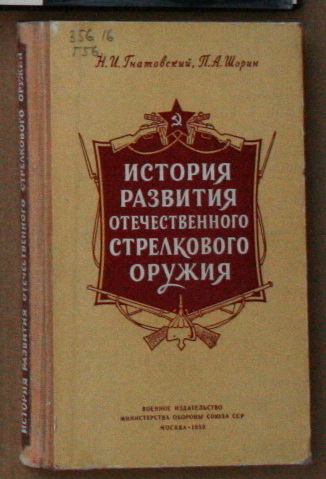 356 16
Г56
Н. И. Гнатовский, П. А. Шорин
ИСТОРИЯ
РАЗВИТИЯ
ОТЕЧЕСТВЕННОГО
СТРЕЛКОВОГО
ОРУЖИЯ
ВОЕННОЕ ИЗДАТЕЛЬСТВО
МИНИСТЕРСТВА ОБОРОНЫ СОЮЗА ССР
МОСКВА — 1959
ИСТОРИЯ РАЗВИТИЯ ОТЕЧЕСТВЕННОГО СТРЕЛКОВОГО ОРУЖИЯ